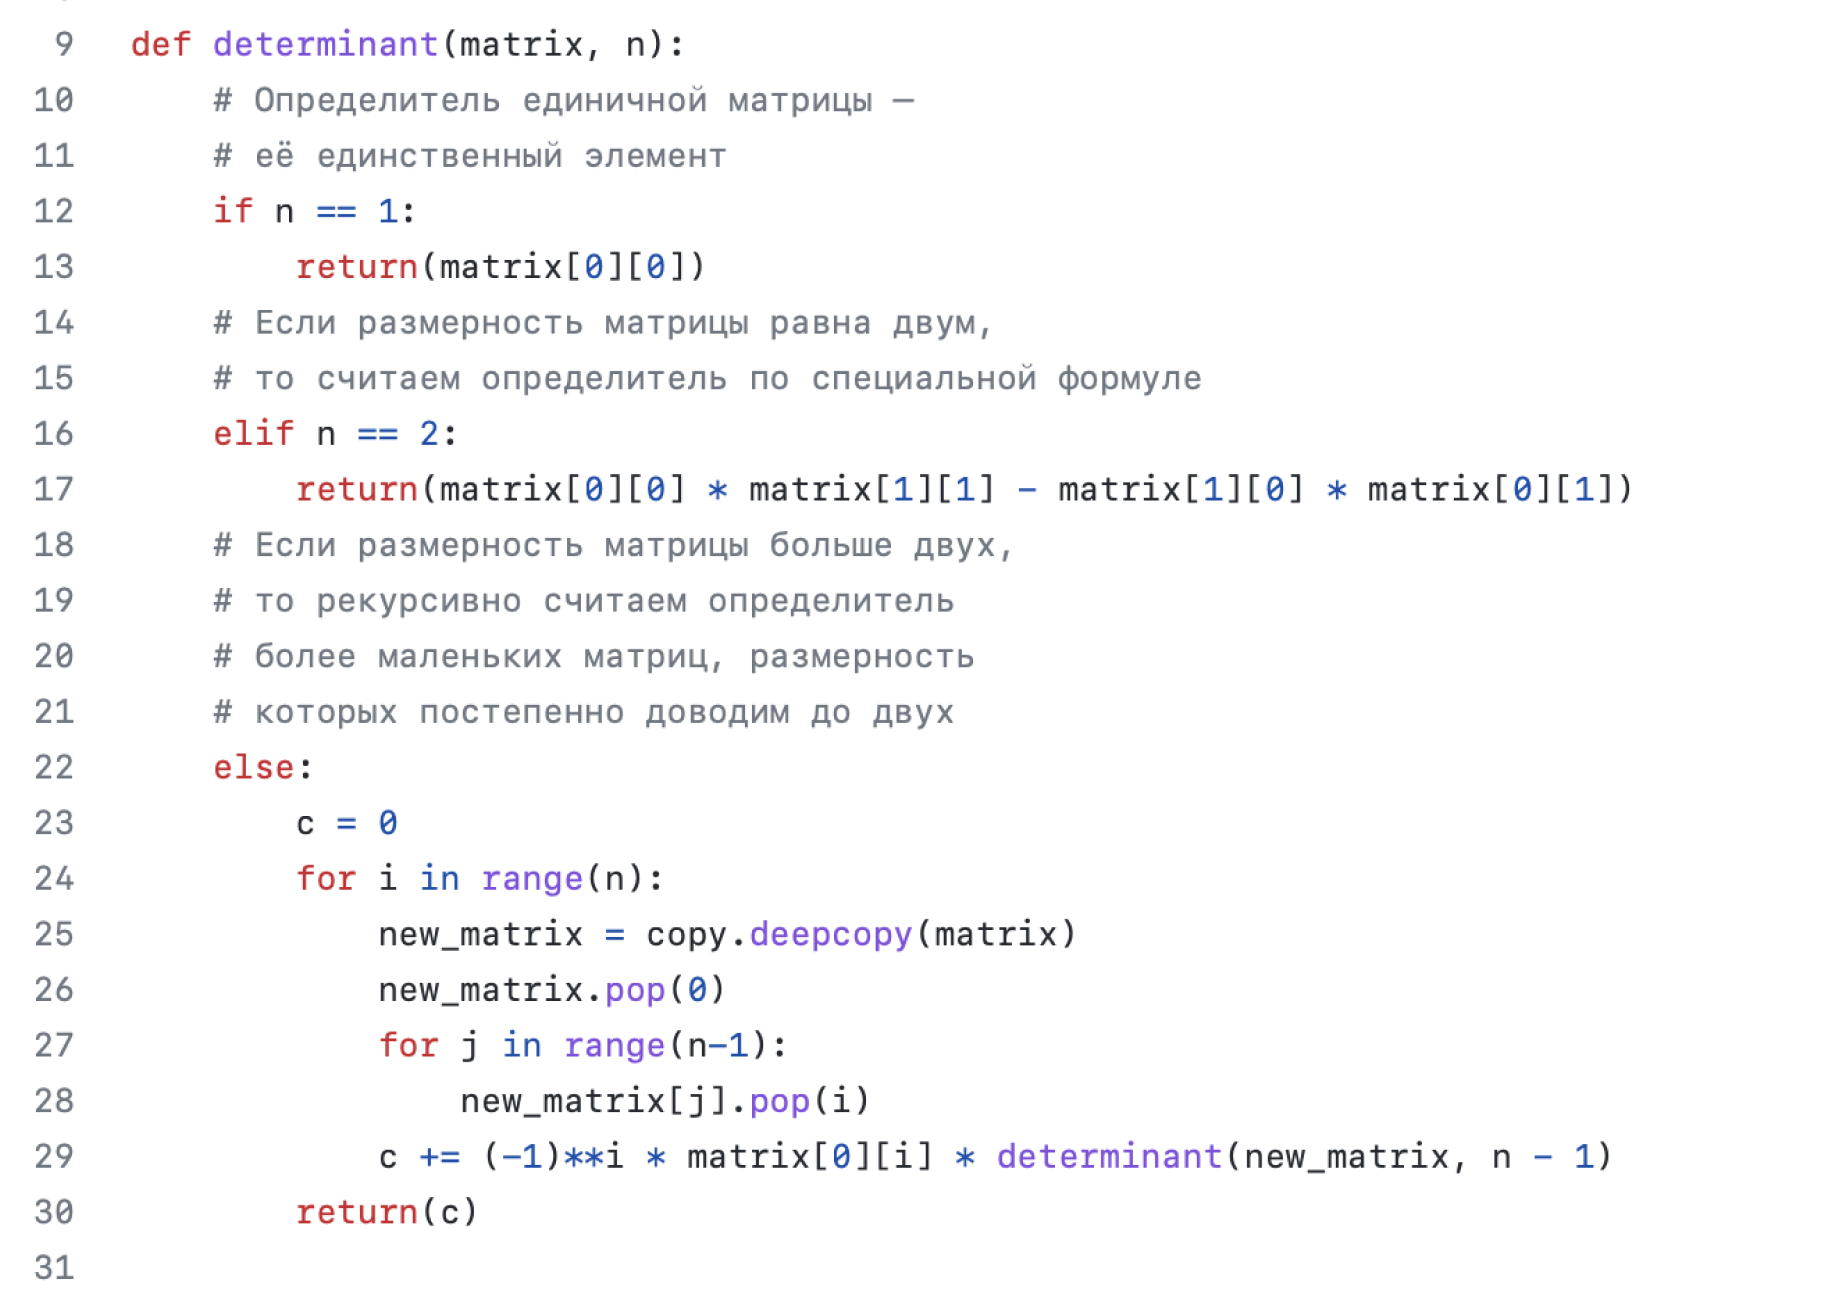 9 def determinant(matrix, n):
10     # Определитель единичной матрицы —
11     # её единственный элемент
12     if n == 1:
13         return(matrix[0][0])
14     # Если размерность матрицы равна двум,
15     # то считаем определитель по специальной формуле
16     elif n == 2:
17         return(matrix[0][0] * matrix[1][1] - matrix[1][0] * matrix[0][1])
18     # Если размерность матрицы больше двух,
19     # то рекурсивно считаем определитель
20     # более маленьких матриц, размерность
21     # которых постепенно доводим до двух
22     else:
23         c = 0
24         for i in range(n):
25             new_matrix = copy.deepcopy(matrix)
26             new_matrix.pop(0)
27             for j in range(n-1):
28                 new_matrix[j].pop(i)
29             c += (-1)**i * matrix[0][i] * determinant(new_matrix, n - 1)
30         return(c)
31